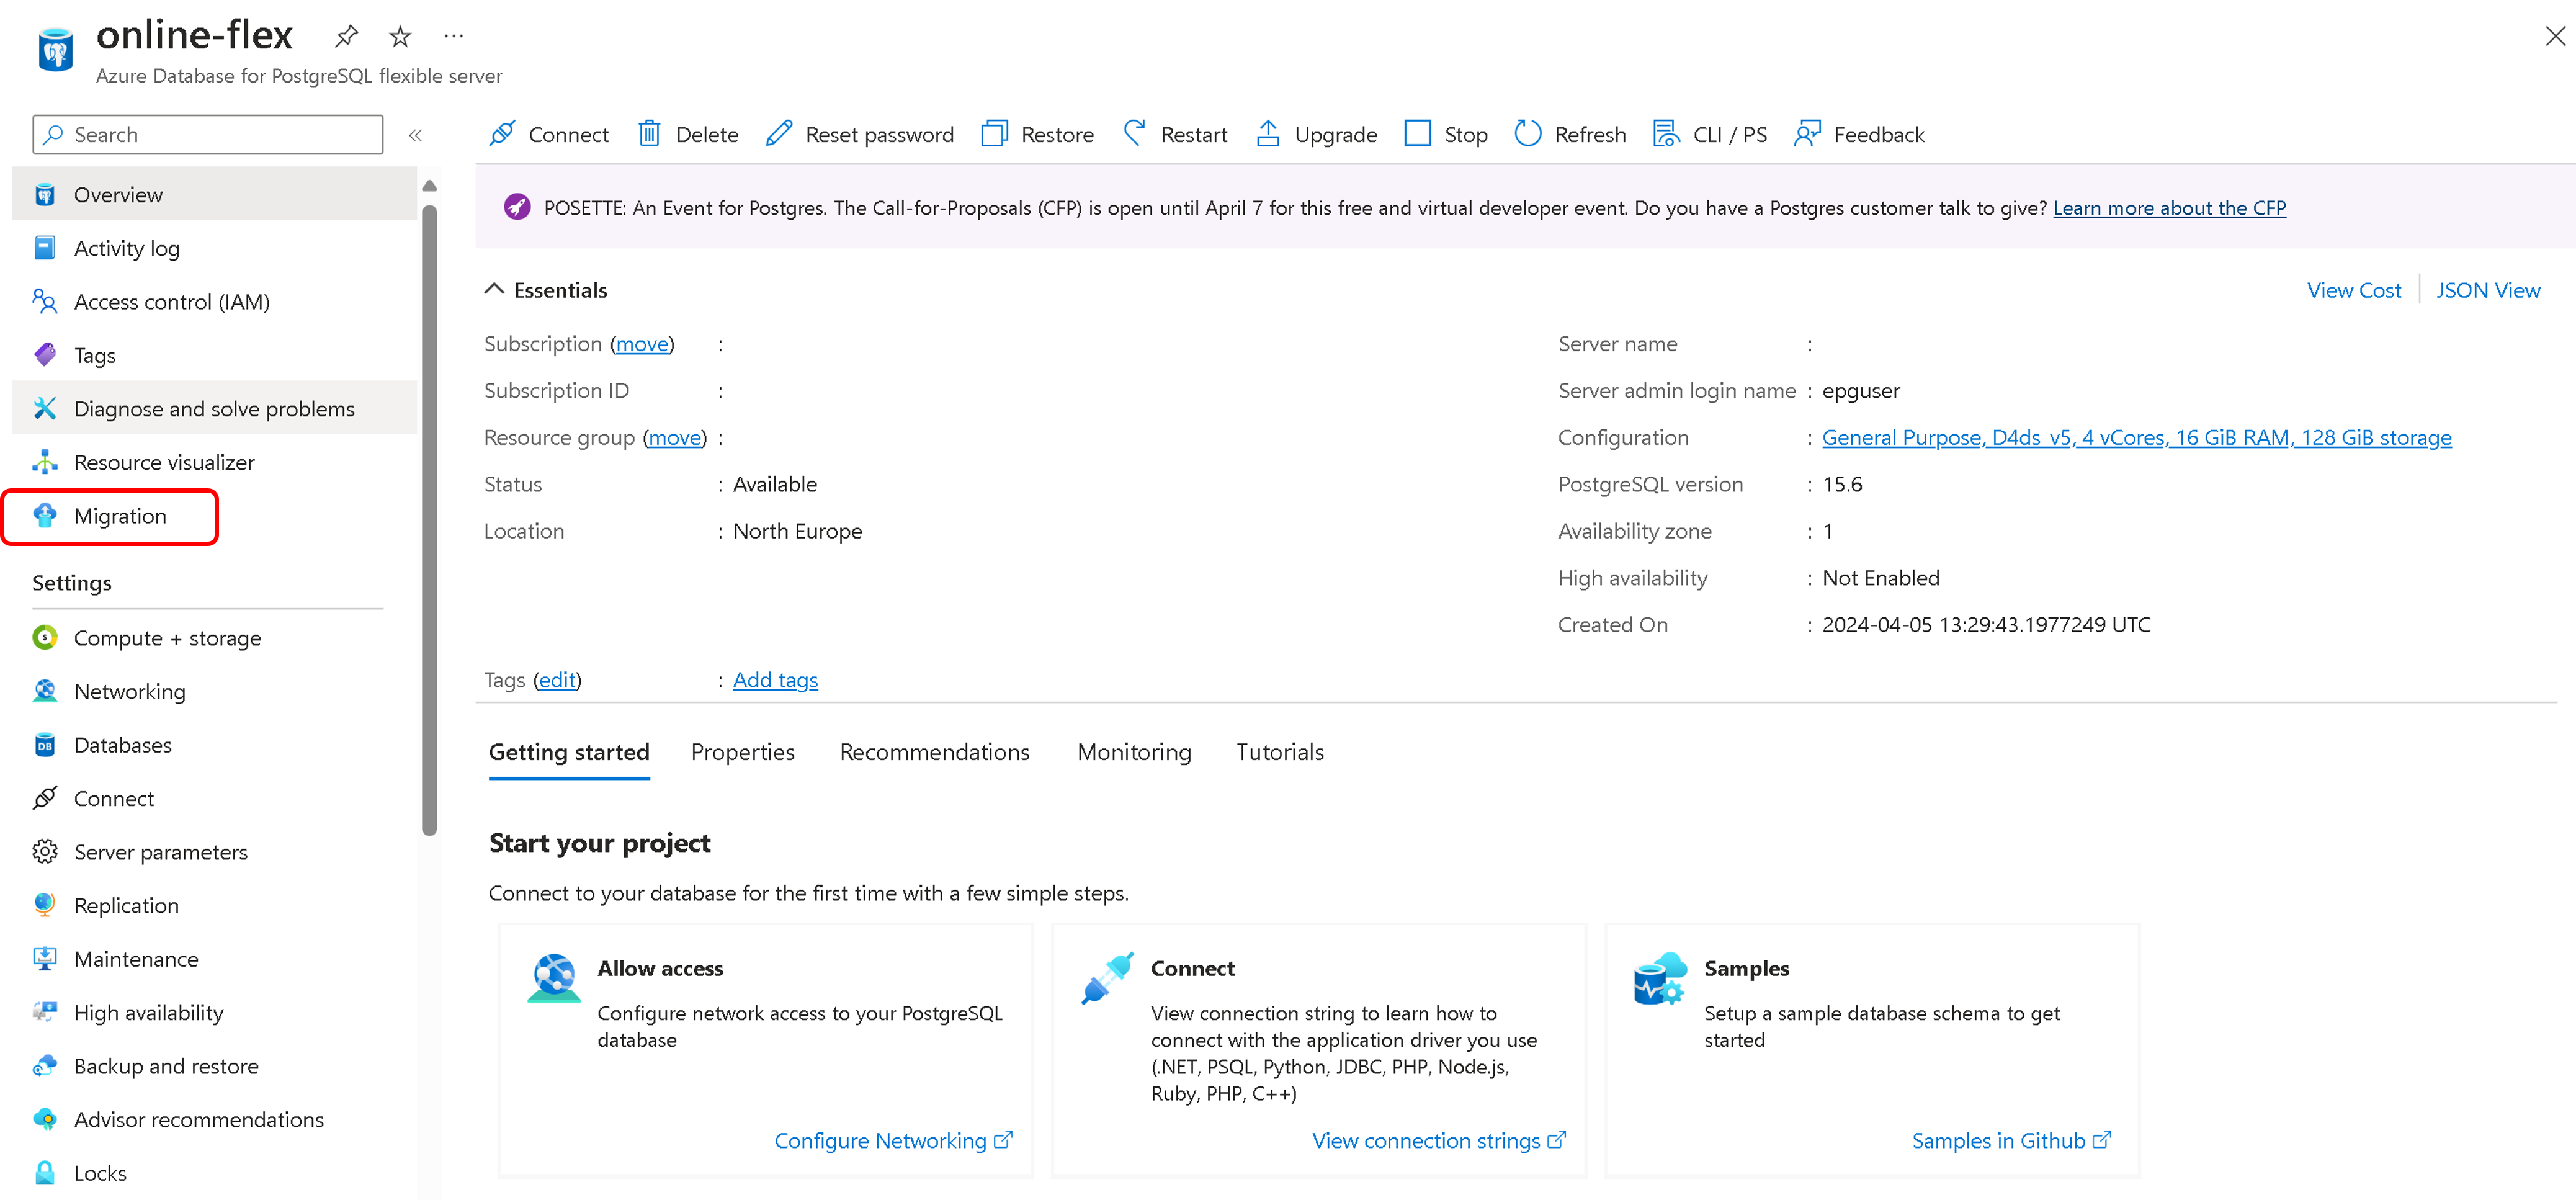 online-flex
Azure Database for PostgreSQL flexible server
Search
Connect Delete Reset password Restore Restart Upgrade Stop Refresh CLI / PS Feedback
Overview
Activity log
Access control (IAM)
Tags
Diagnose and solve problems
Resource visualizer
Migration
Settings
Compute + storage
Networking
Databases
Connect
Server parameters
Replication
Maintenance
High availability
Backup and restore
Advisor recommendations
Locks
POSETTE: An Event for Postgres. The Call-for-Proposals (CFP) is open until April 7 for this free and virtual developer event. Do you have a Postgres customer talk to give? Learn more about the CFP
Essentials
View Cost JSON View
Subscription (move) :
Subscription ID :
Resource group (move) :
Status : Available
Location : North Europe
Server name :
Server admin login name : epguser
Configuration : General Purpose, D4ds_v5, 4 vCores, 16 GiB RAM, 128 GiB storage
PostgreSQL version : 15.6
Availability zone : 1
High availability : Not Enabled
Created On : 2024-04-05 13:29:43.1977249 UTC
Tags (edit) : Add tags
Getting started Properties Recommendations Monitoring Tutorials
Start your project
Connect to your database for the first time with a few simple steps.
Allow access
Configure network access to your PostgreSQL
database
Configure Networking
Connect
View connection string to learn how to
connect with the application driver you use
(.NET, PSQL, Python, JDBC, PHP, Node.js,
Ruby, PHP, C++)
View connection strings
Samples
Setup a sample database schema to get
started
Samples in Github